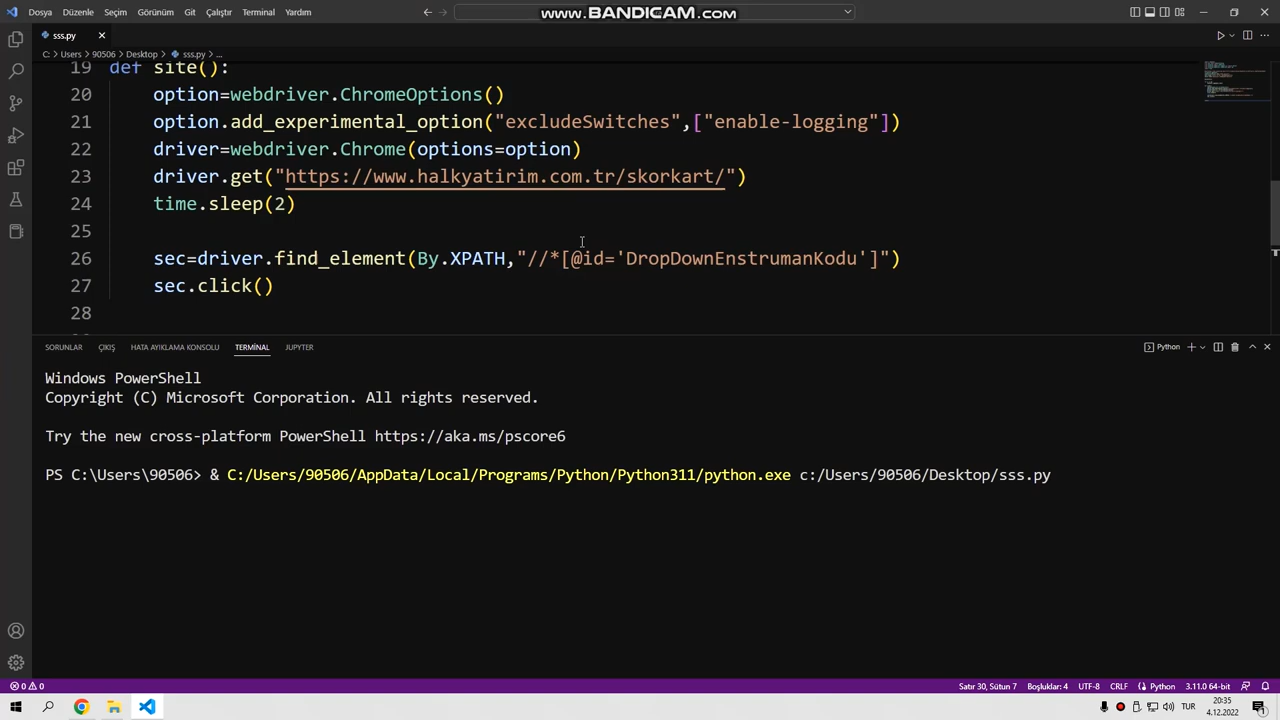 Dosya Düzenle Seçim Görünüm Git Çalıştır Terminal Yardım
www.BANDICAM.com
sss.py
C: > Users > 90506 > Desktop > sss.py > ...
19 def site():
20 option=webdriver.ChromeOptions()
21 option.add_experimental_option("excludeSwitches",["enable-logging"])
22 driver=webdriver.Chrome(options=option)
23 driver.get("https://www.halkyatirim.com.tr/skorkart/")
24 time.sleep(2)
25
26 sec=driver.find_element(By.XPATH,"//*[@id='DropDownEnstrumanKodu']")
27 sec.click()
28
SORUNLAR ÇIKIŞ HATA AYIKLAMA KONSOLU TERMİNAL JUPYTER
Python
Windows PowerShell
Copyright (C) Microsoft Corporation. All rights reserved.
Try the new cross-platform PowerShell https://aka.ms/pscore6
PS C:\Users\90506> & C:/Users/90506/AppData/Local/Programs/Python/Python311/python.exe c:/Users/90506/Desktop/sss.py
0 0 Satır 30, Sütun 7 Boşluklar: 4 UTF-8 CRLF Python 3.11.0 64-bit
TUR 20:35
4.12.2022